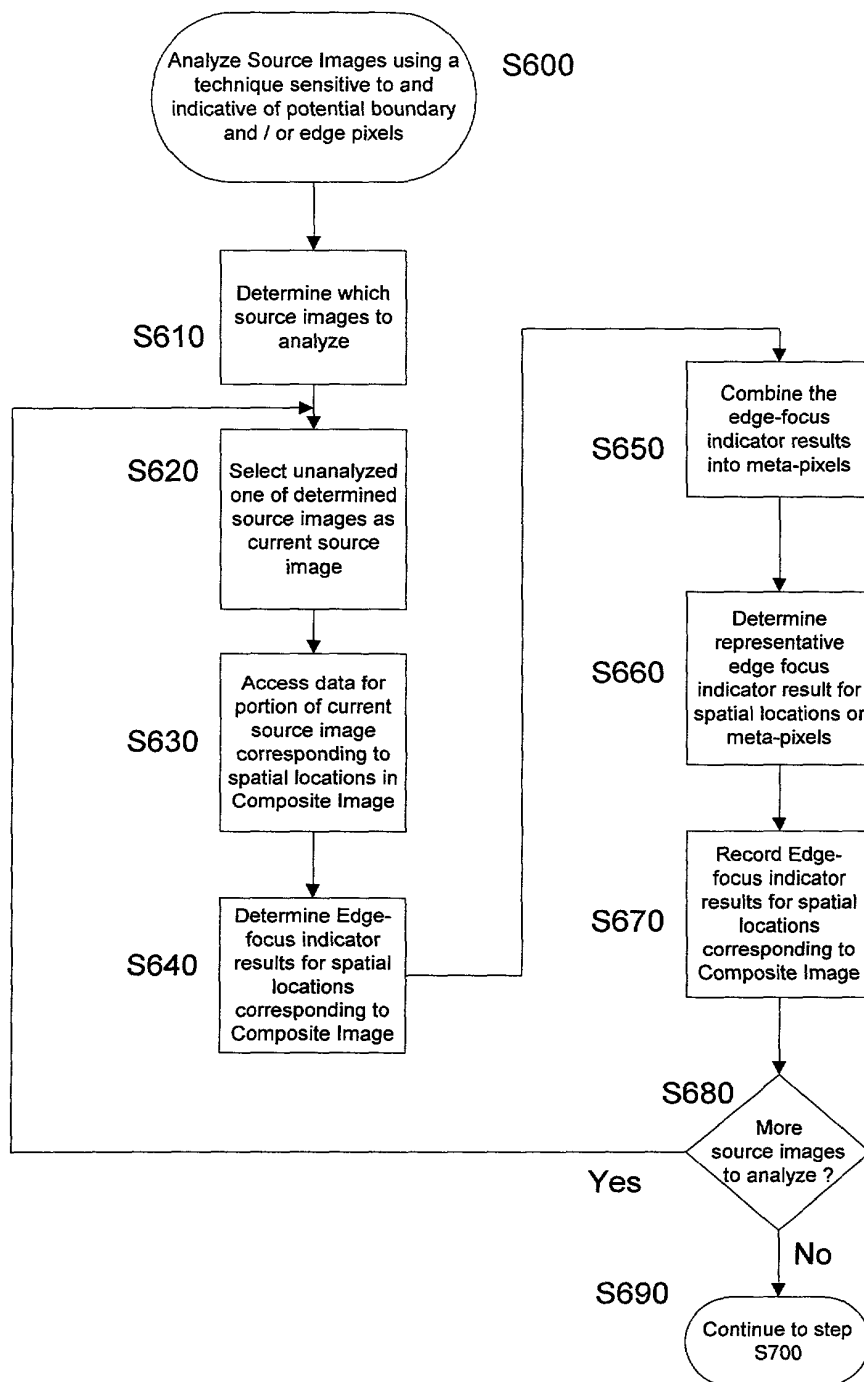 Analyze Source Images using a
technique sensitive to and
indicative of potential boundary
and / or edge pixels
S600
Determine which
source images to
analyze
S610
Select unanalyzed
one of determined
source images as
current source
image
S620
Access data for
portion of current
source image
corresponding to
spatial locations in
Composite Image
S630
Determine Edge-
focus indicator
results for spatial
locations
corresponding to
Composite Image
S640
Combine the
edge-focus
indicator results
into meta-pixels
S650
Determine
representative
edge focus
indicator result for
spatial locations or
meta-pixels
S660
Record Edge-
focus indicator
results for spatial
locations
corresponding to
Composite Image
S670
S680
More
source images
to analyze ?
Yes
No
S690
Continue to step
S700